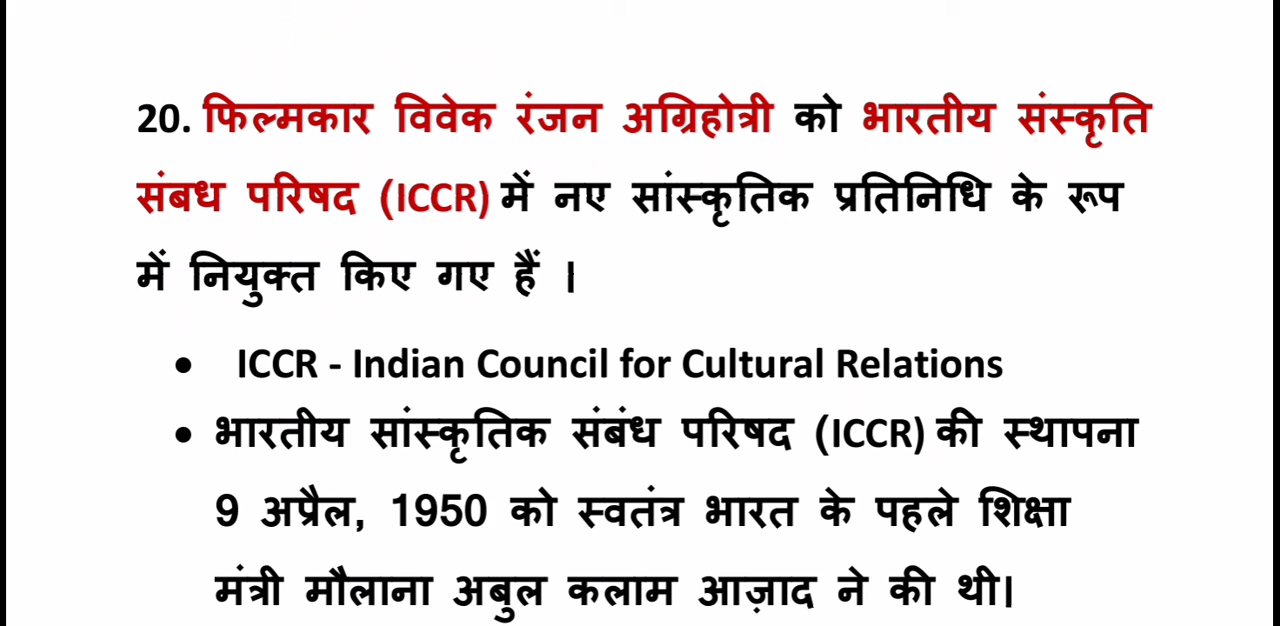 20. फिल्मकार विवेक रंजन अग्निहोत्री को भारतीय संस्कृति
संबध परिषद (ICCR) में नए सांस्कृतिक प्रतिनिधि के रूप
में नियुक्त किए गए हैं ।
• ICCR - Indian Council for Cultural Relations
• भारतीय सांस्कृतिक संबंध परिषद (ICCR) की स्थापना
9 अप्रैल, 1950 को स्वतंत्र भारत के पहले शिक्षा
मंत्री मौलाना अबुल कलाम आज़ाद ने की थी।